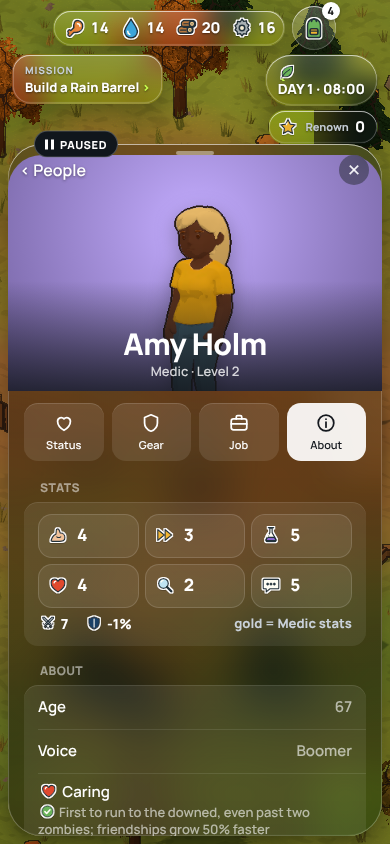 14 14 20 16 4
MISSION
Build a Rain Barrel ›
DAY 1 · 08:00
Renown 0
PAUSED
‹ People
Amy Holm
Medic · Level 2
Status Gear Job About
STATS
4 3 5
4 2 5
7 -1% gold = Medic stats
ABOUT
Age 67
Voice Boomer
Caring
First to run to the downed, even past two
zombies; friendships grow 50% faster